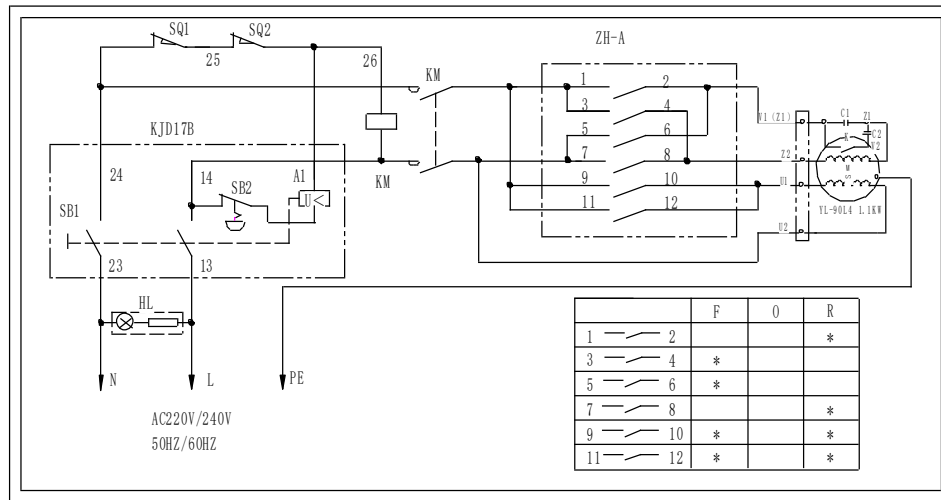 SQ1 SQ2
ZH-A
25 26
KM
1 2
3 4
5 6
7 8
9 10
11 12
V1 (Z1)
C1 Z1
C2
K V2
Z2
M
S
U1
YL-90L4 1.1KW
U2
KJD17B
24 14
A1
SB2
U<
KM
SB1
23 13
HL
N L PE
AC220V/240V
50HZ/60HZ
F O R
1 2 *
3 4 *
5 6 *
7 8 *
9 10 * *
11 12 * *